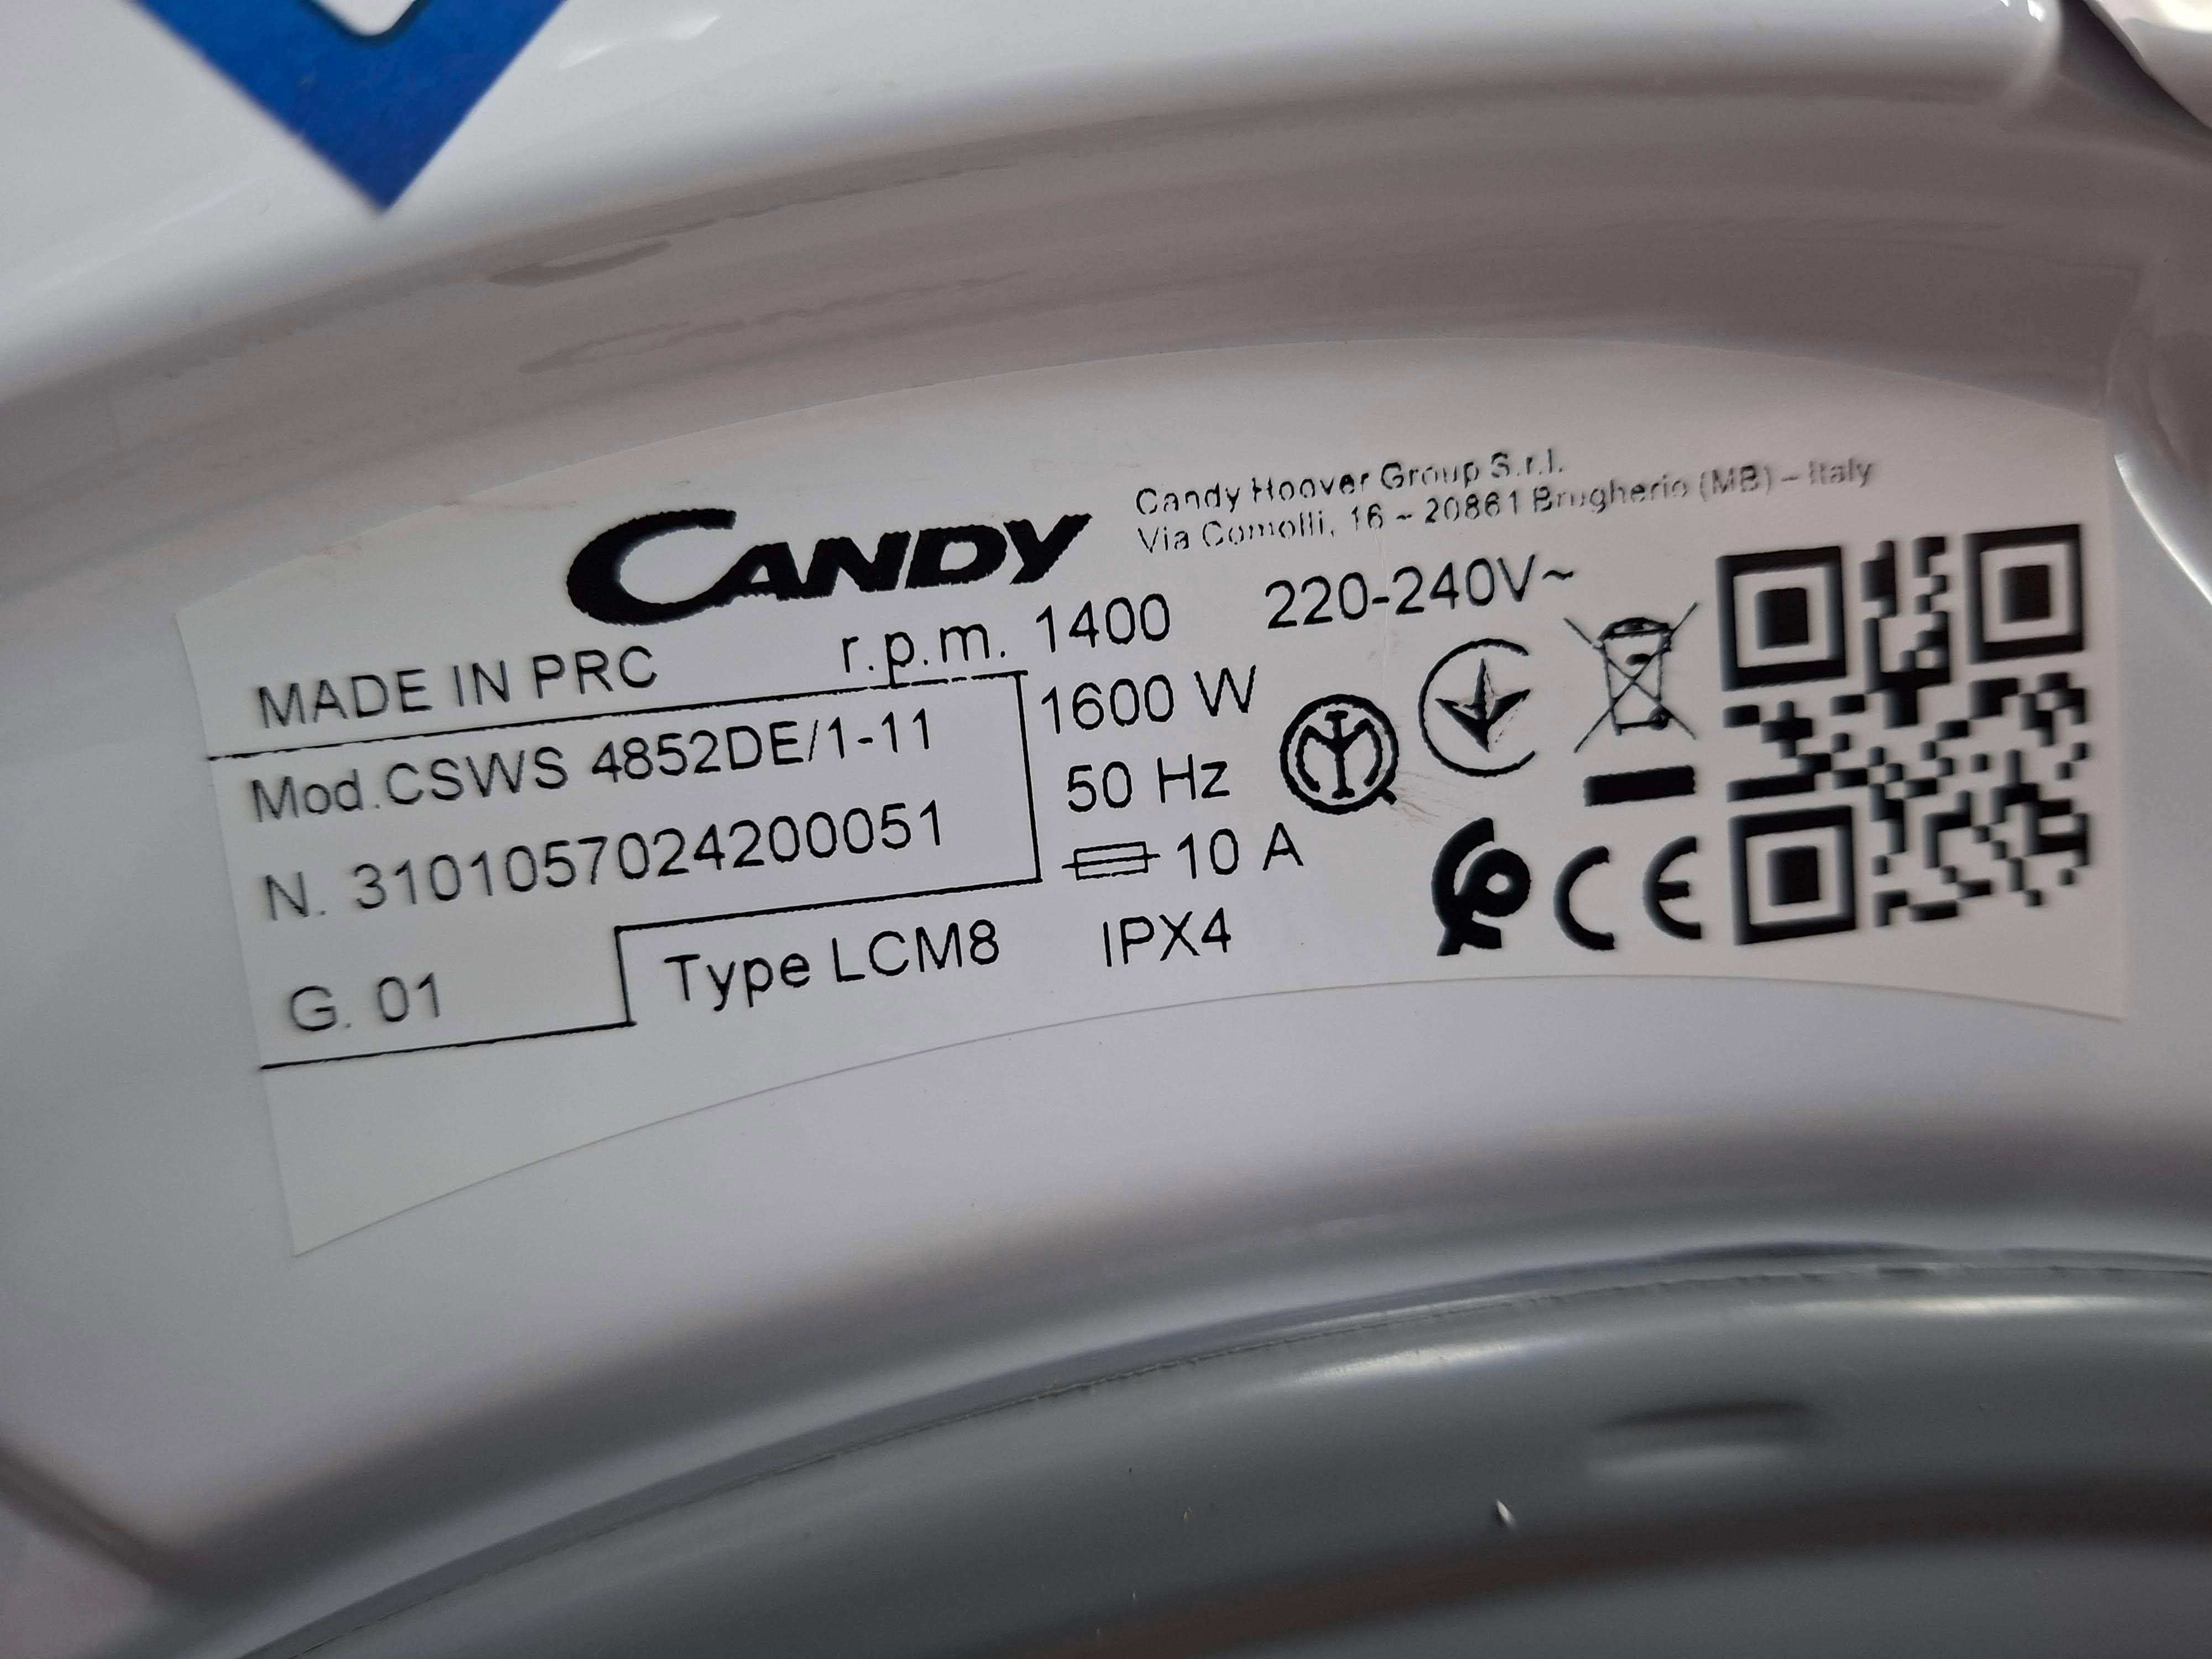 CANDY
Candy Hoover Group S.r.l.
Via Comolli, 16 - 20861 Brugherio (MB) - Italy
MADE IN PRC
r.p.m. 1400
220-240V~
Mod.CSWS 4852DE/1-11
1600 W
N. 3101057024200051
50 Hz
10 A
G. 01
Type LCM8
IPX4
CE